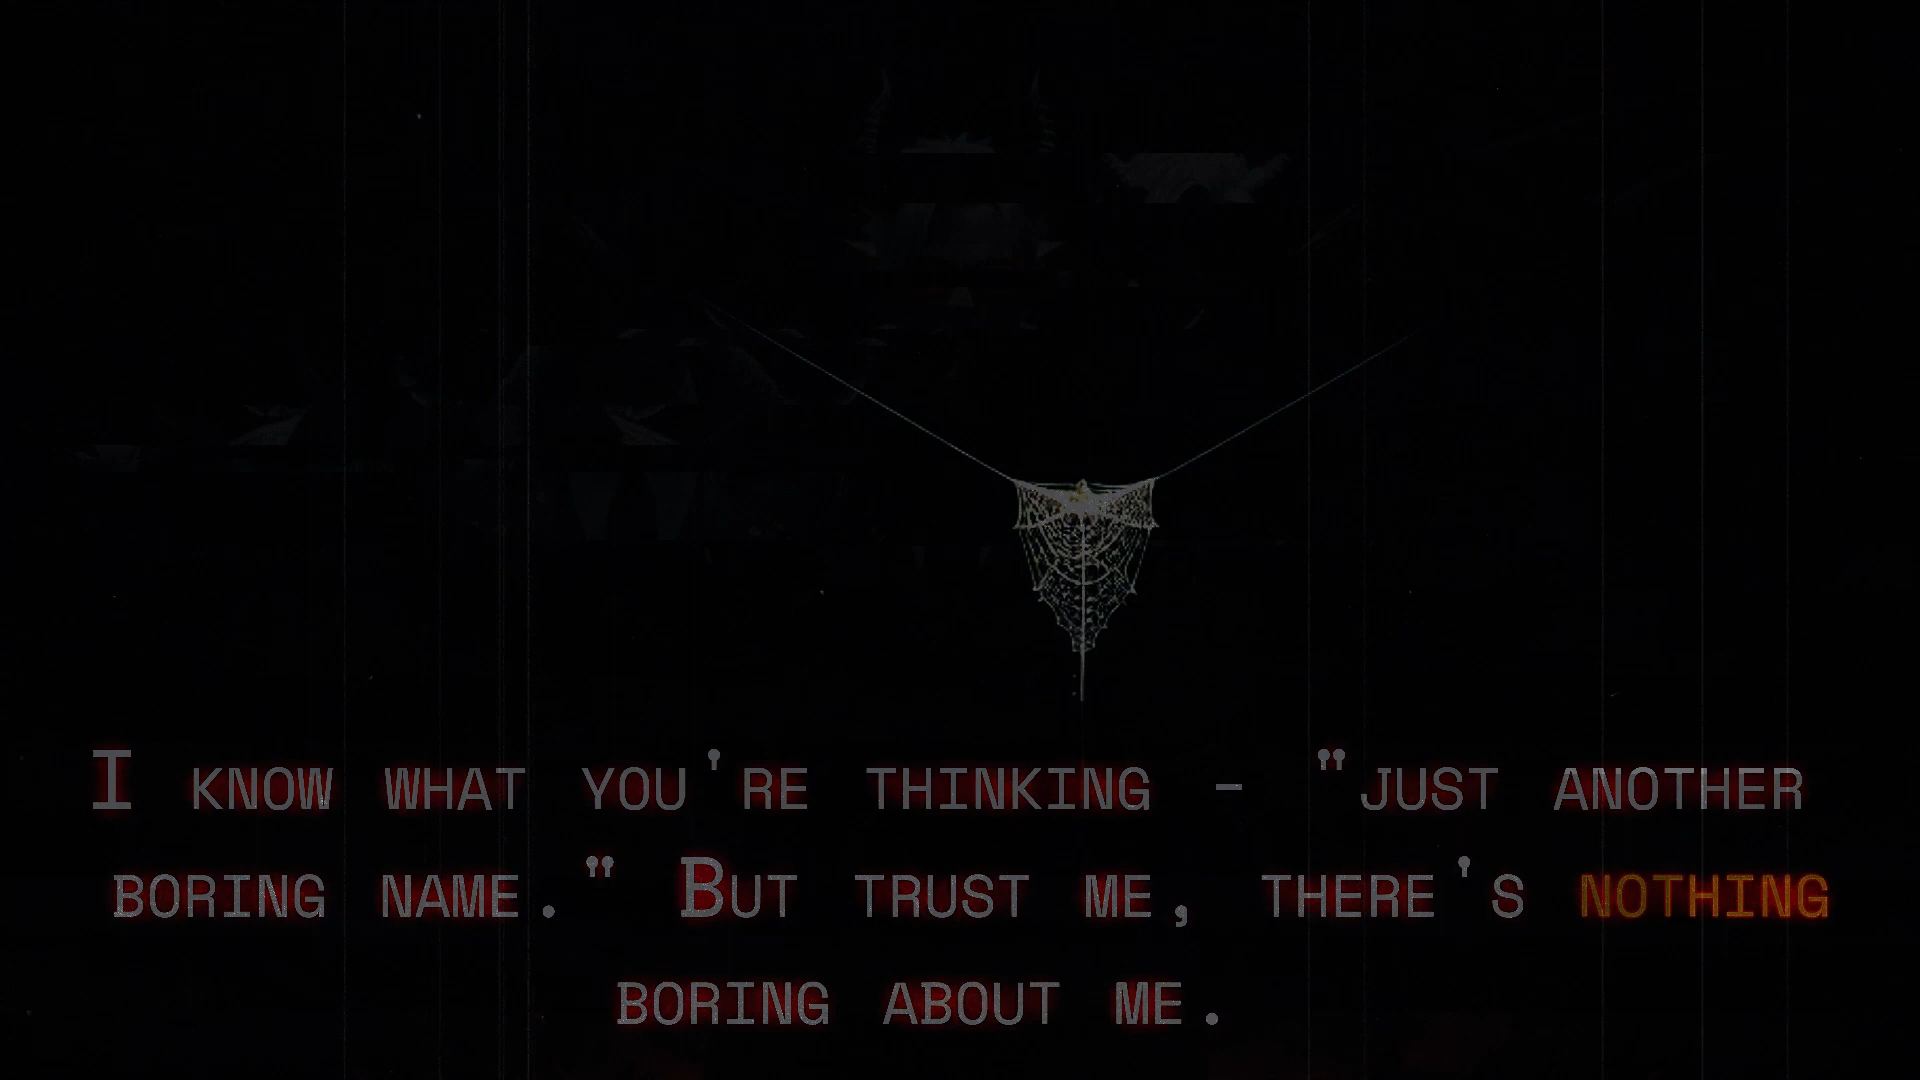 I KNOW WHAT YOU'RE THINKING - "JUST ANOTHER
BORING NAME." BUT TRUST ME, THERE'S NOTHING
BORING ABOUT ME.